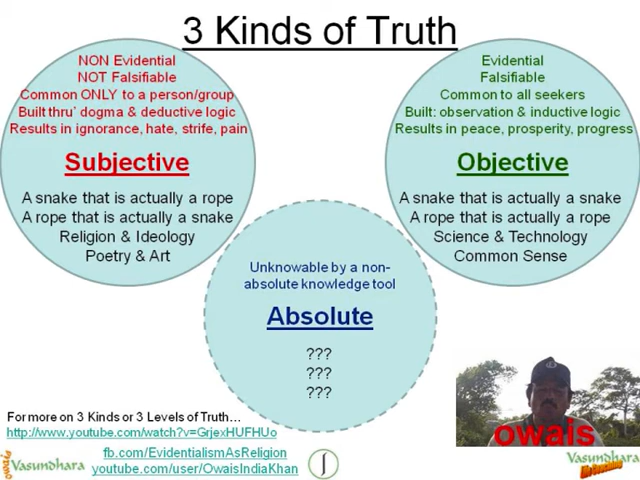 3 Kinds of Truth
NON Evidential
NOT Falsifiable
Common ONLY to a person/group
Built thru' dogma & deductive logic
Results in ignorance, hate, strife, pain
Subjective
A snake that is actually a rope
A rope that is actually a snake
Religion & Ideology
Poetry & Art
Evidential
Falsifiable
Common to all seekers
Built: observation & inductive logic
Results in peace, prosperity, progress
Objective
A snake that is actually a snake
A rope that is actually a rope
Science & Technology
Common Sense
Unknowable by a non-
absolute knowledge tool
Absolute
???
???
???
For more on 3 Kinds or 3 Levels of Truth…
http://www.youtube.com/watch?v=GrjexHUFHUo
fb.com/EvidentialismAsReligion
youtube.com/user/OwaisIndiaKhan
owais
Vasundhara
Vasundhara